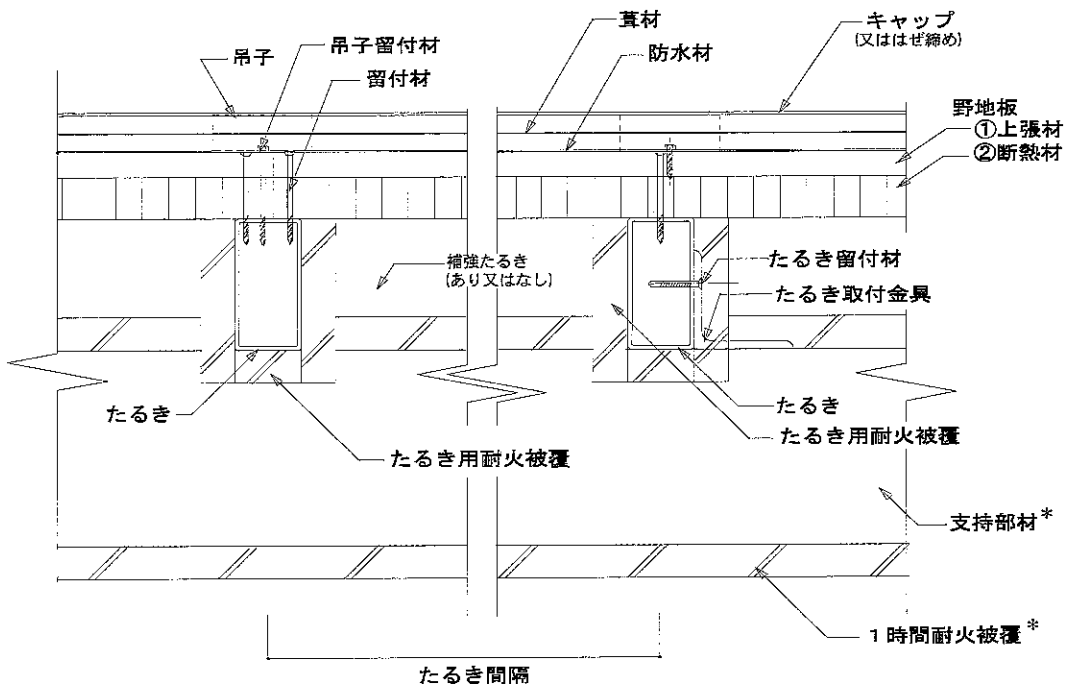 キャップ
(又ははぜ締め)
葺材
吊子留付材
防水材
吊子
留付材
野地板
①上張材
②断熱材
補強たるき
(あり又はなし)
たるき留付材
たるき取付金具
たるき
たるき
たるき用耐火被覆
たるき用耐火被覆
支持部材*
1時間耐火被覆*
たるき間隔